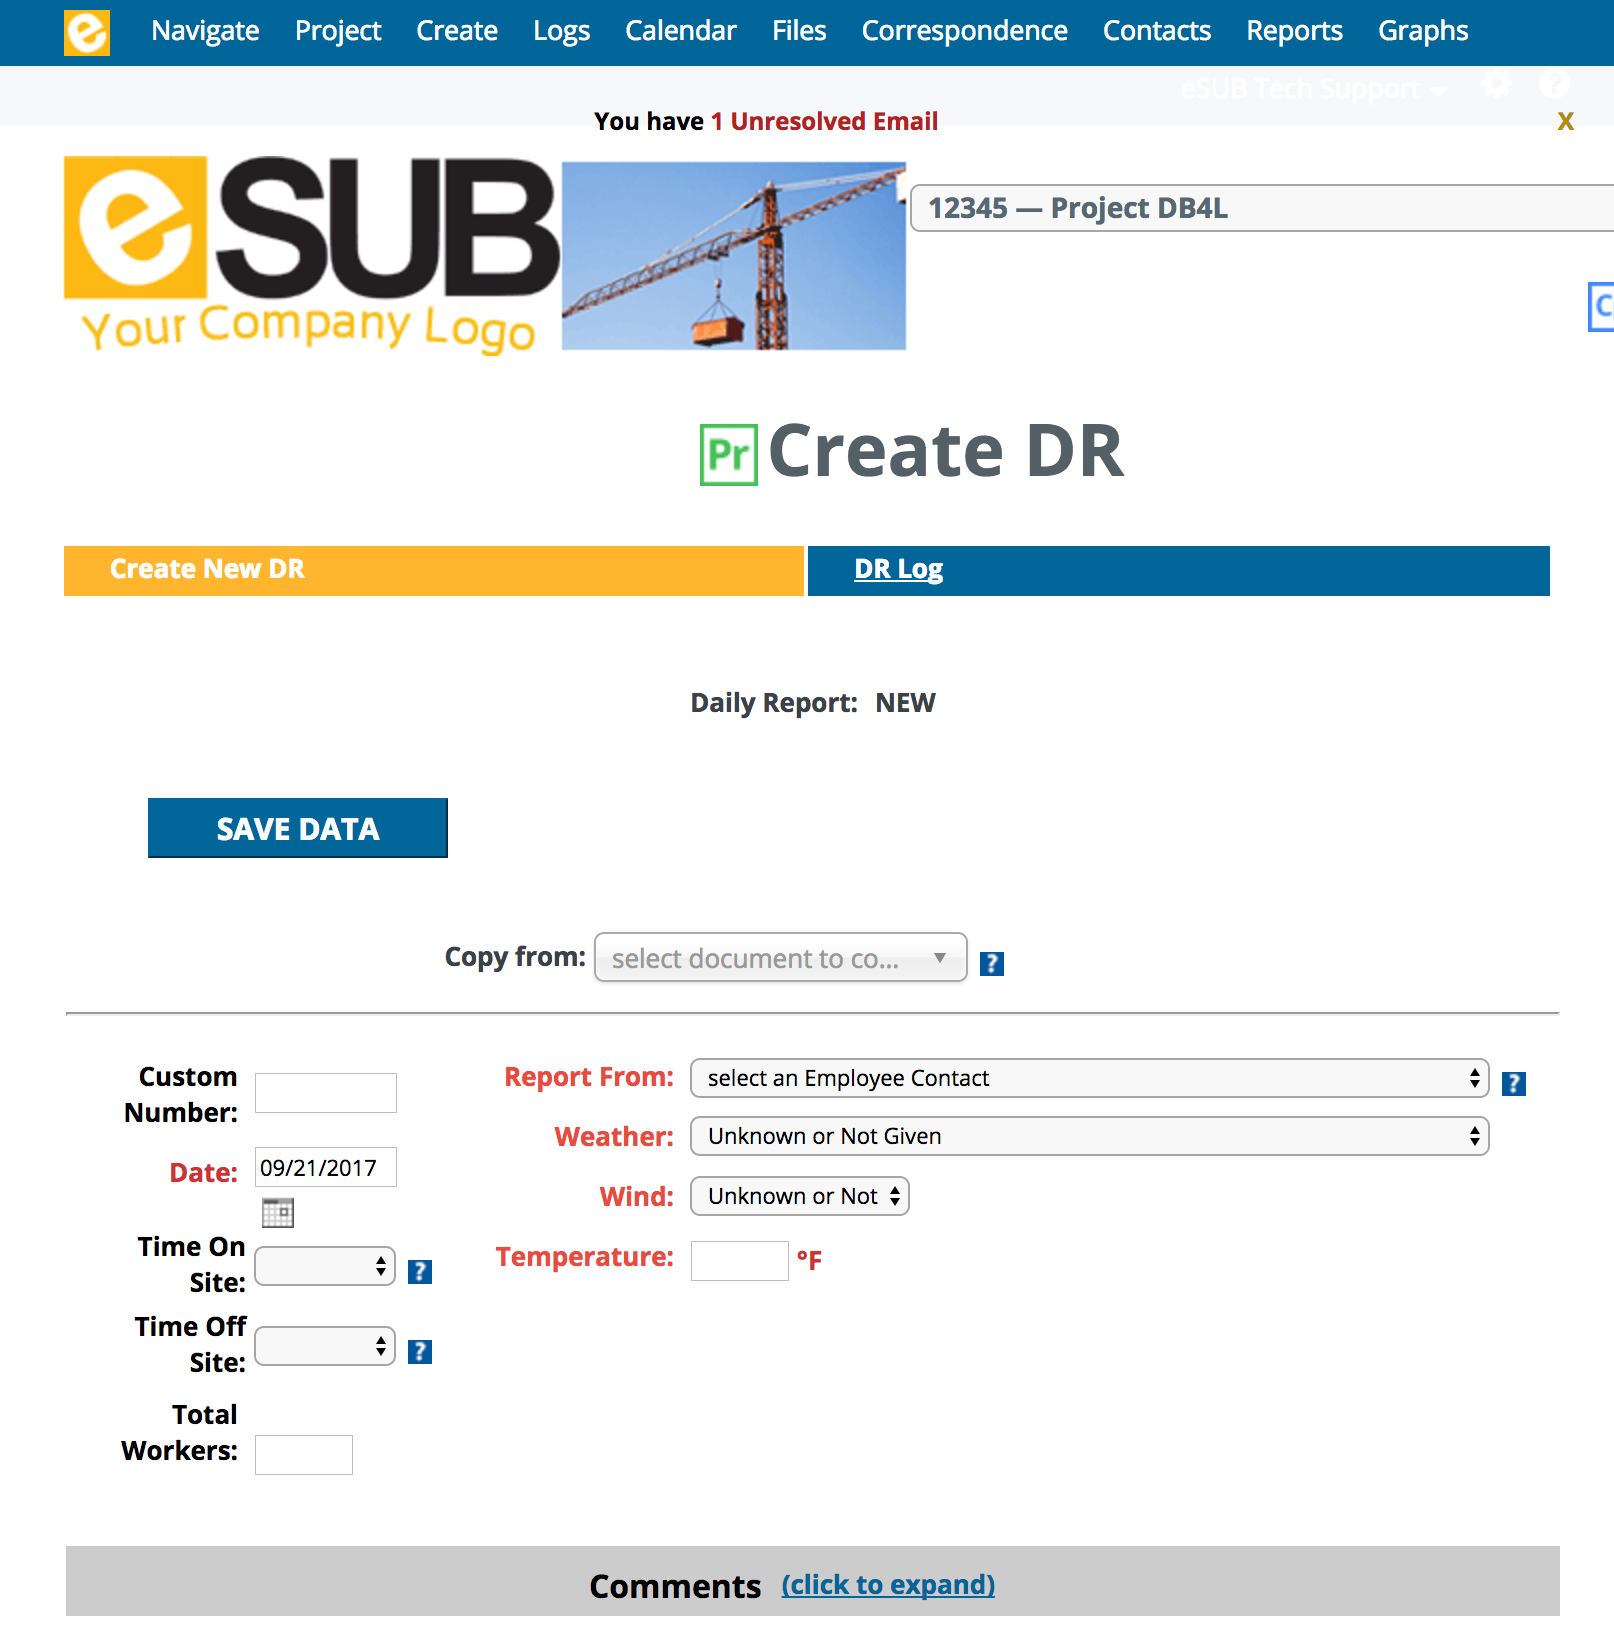 e Navigate Project Create Logs Calendar Files Correspondence Contacts Reports Graphs
eSUB Tech Support
You have 1 Unresolved Email X
eSUB
Your Company Logo
12345 — Project DB4L
Pr Create DR
Create New DR
DR Log
Daily Report: NEW
SAVE DATA
Copy from: select document to co... ?
Custom Number:
Date: 09/21/2017
Time On Site: ?
Time Off Site: ?
Total Workers:
Report From: select an Employee Contact ?
Weather: Unknown or Not Given
Wind: Unknown or Not
Temperature: °F
Comments (click to expand)